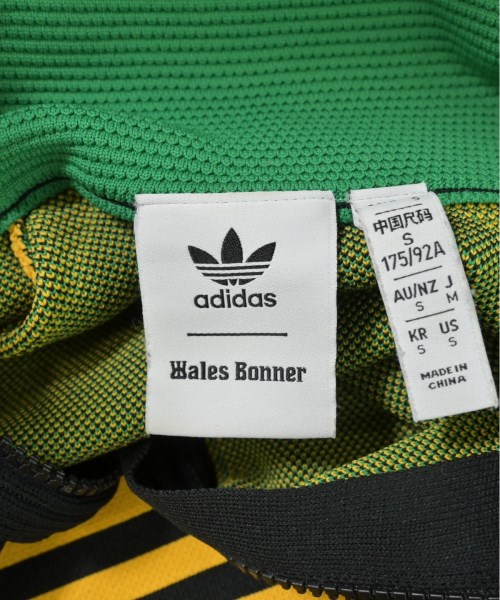 adidas
Wales Bonner
中国尺码
S
175/92A
AU/NZ J
S M
KR US
S S
MADE IN
CHINA